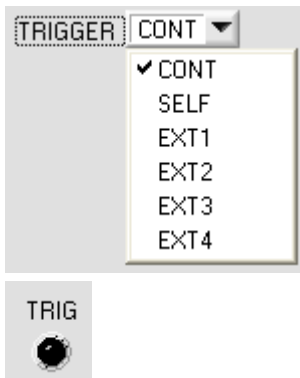 TRIGGER CONT
CONT
SELF
EXT1
EXT2
EXT3
EXT4
TRIG